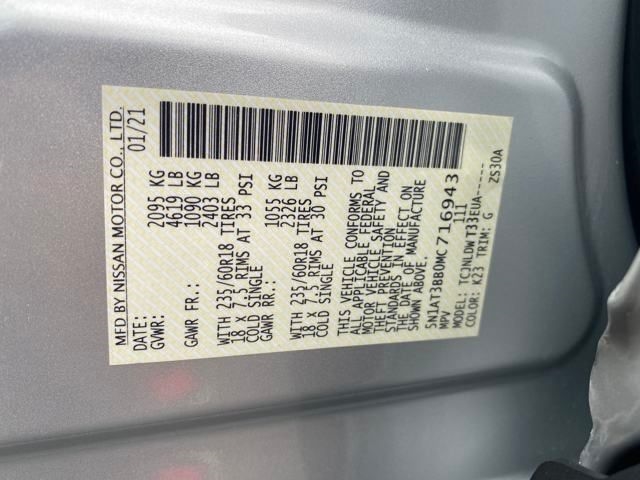 MFD BY NISSAN MOTOR CO., LTD.
DATE: 01/21
GVWR: 2095 KG
4619 LB
GAWR FR.: 1090 KG
2403 LB
WITH 235/60R18 TIRES
18 X 7.5 RIMS AT 33 PSI
COLD SINGLE
GAWR RR.: 1055 KG
2326 LB
WITH 235/60R18 TIRES
18 X 7.5 RIMS AT 30 PSI
COLD SINGLE
THIS VEHICLE CONFORMS TO
ALL APPLICABLE FEDERAL
MOTOR VEHICLE SAFETY AND
THEFT PREVENTION
STANDARDS IN EFFECT ON
THE DATE OF MANUFACTURE
SHOWN ABOVE.
5N1AT3BB0MC716943
MPV 111
MODEL: TCJNLDWT33EUA-----
COLOR: K23 TRIM: G
ZS30A